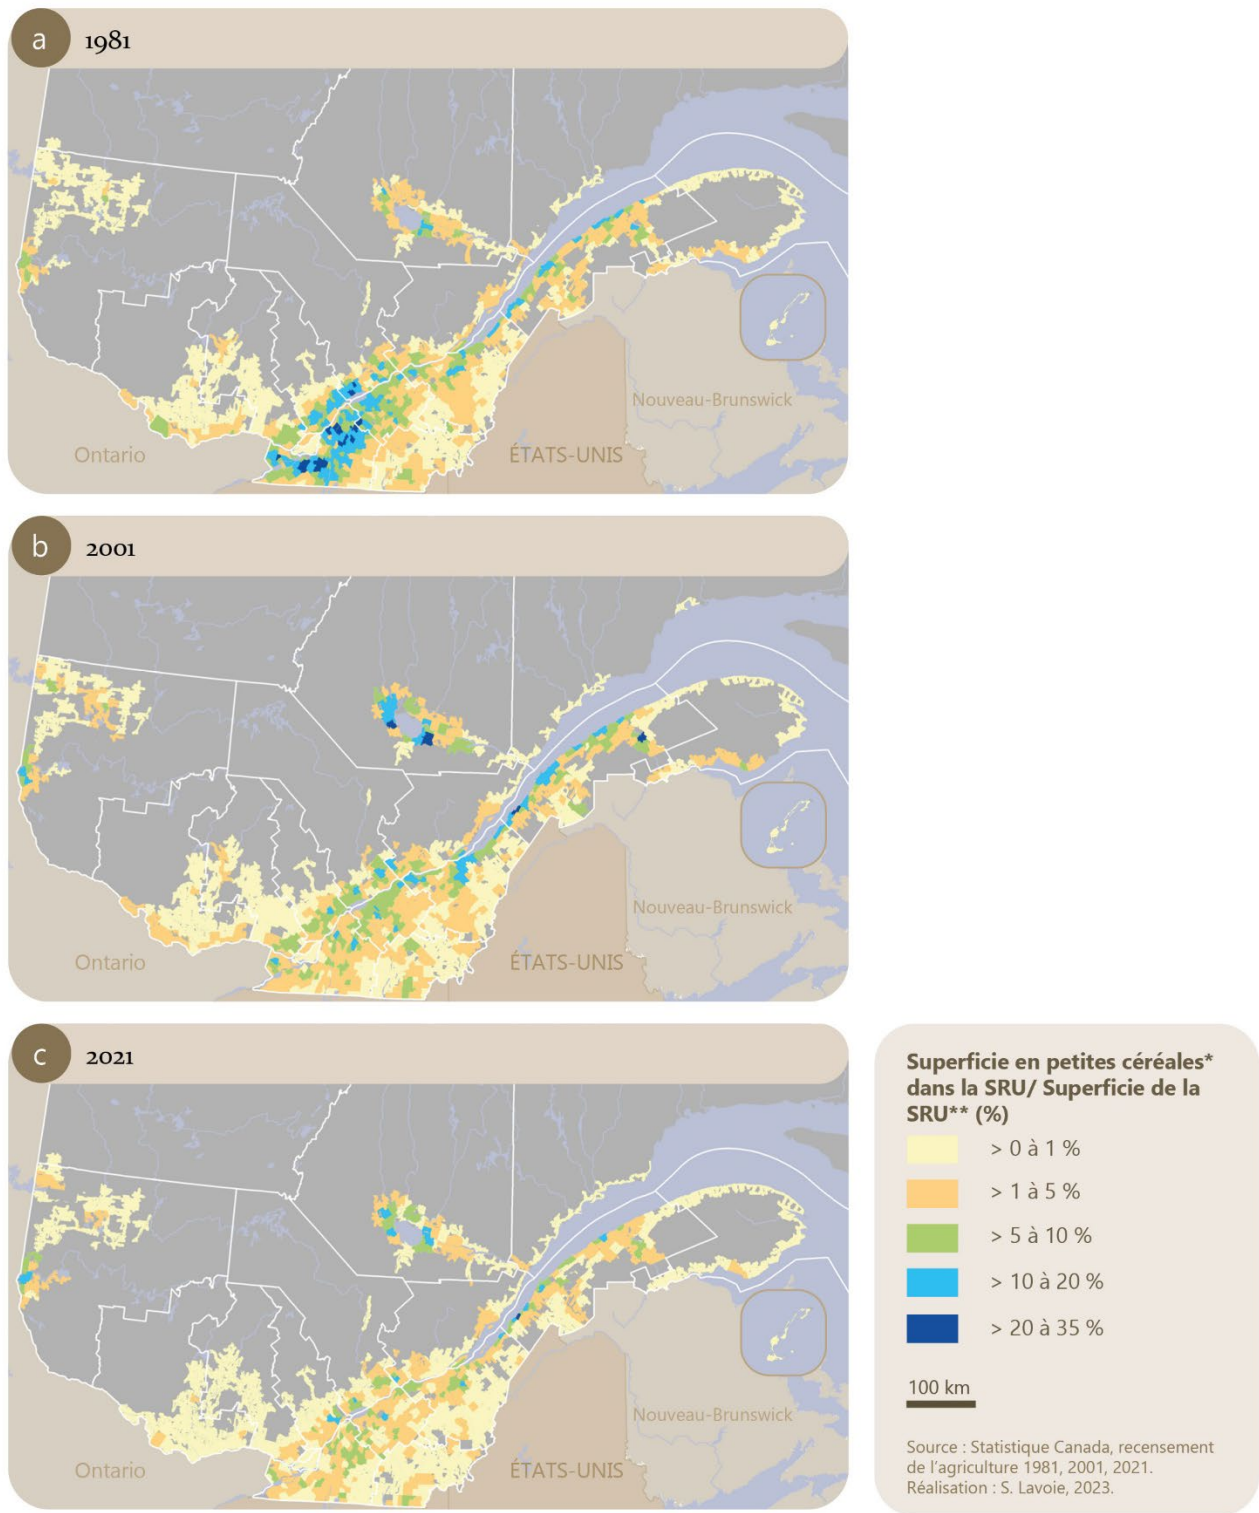 a
1981
Nouveau-Brunswick
Ontario
ÉTATS-UNIS
b
2001
Nouveau-Brunswick
Ontario
ÉTATS-UNIS
c
2021
Nouveau-Brunswick
Ontario
ÉTATS-UNIS
Superficie en petites céréales*
dans la SRU/ Superficie de la
SRU** (%)
> 0 à 1 %
> 1 à 5 %
> 5 à 10 %
> 10 à 20 %
> 20 à 35 %
100 km
Source : Statistique Canada, recensement
de l'agriculture 1981, 2001, 2021.
Réalisation : S. Lavoie, 2023.